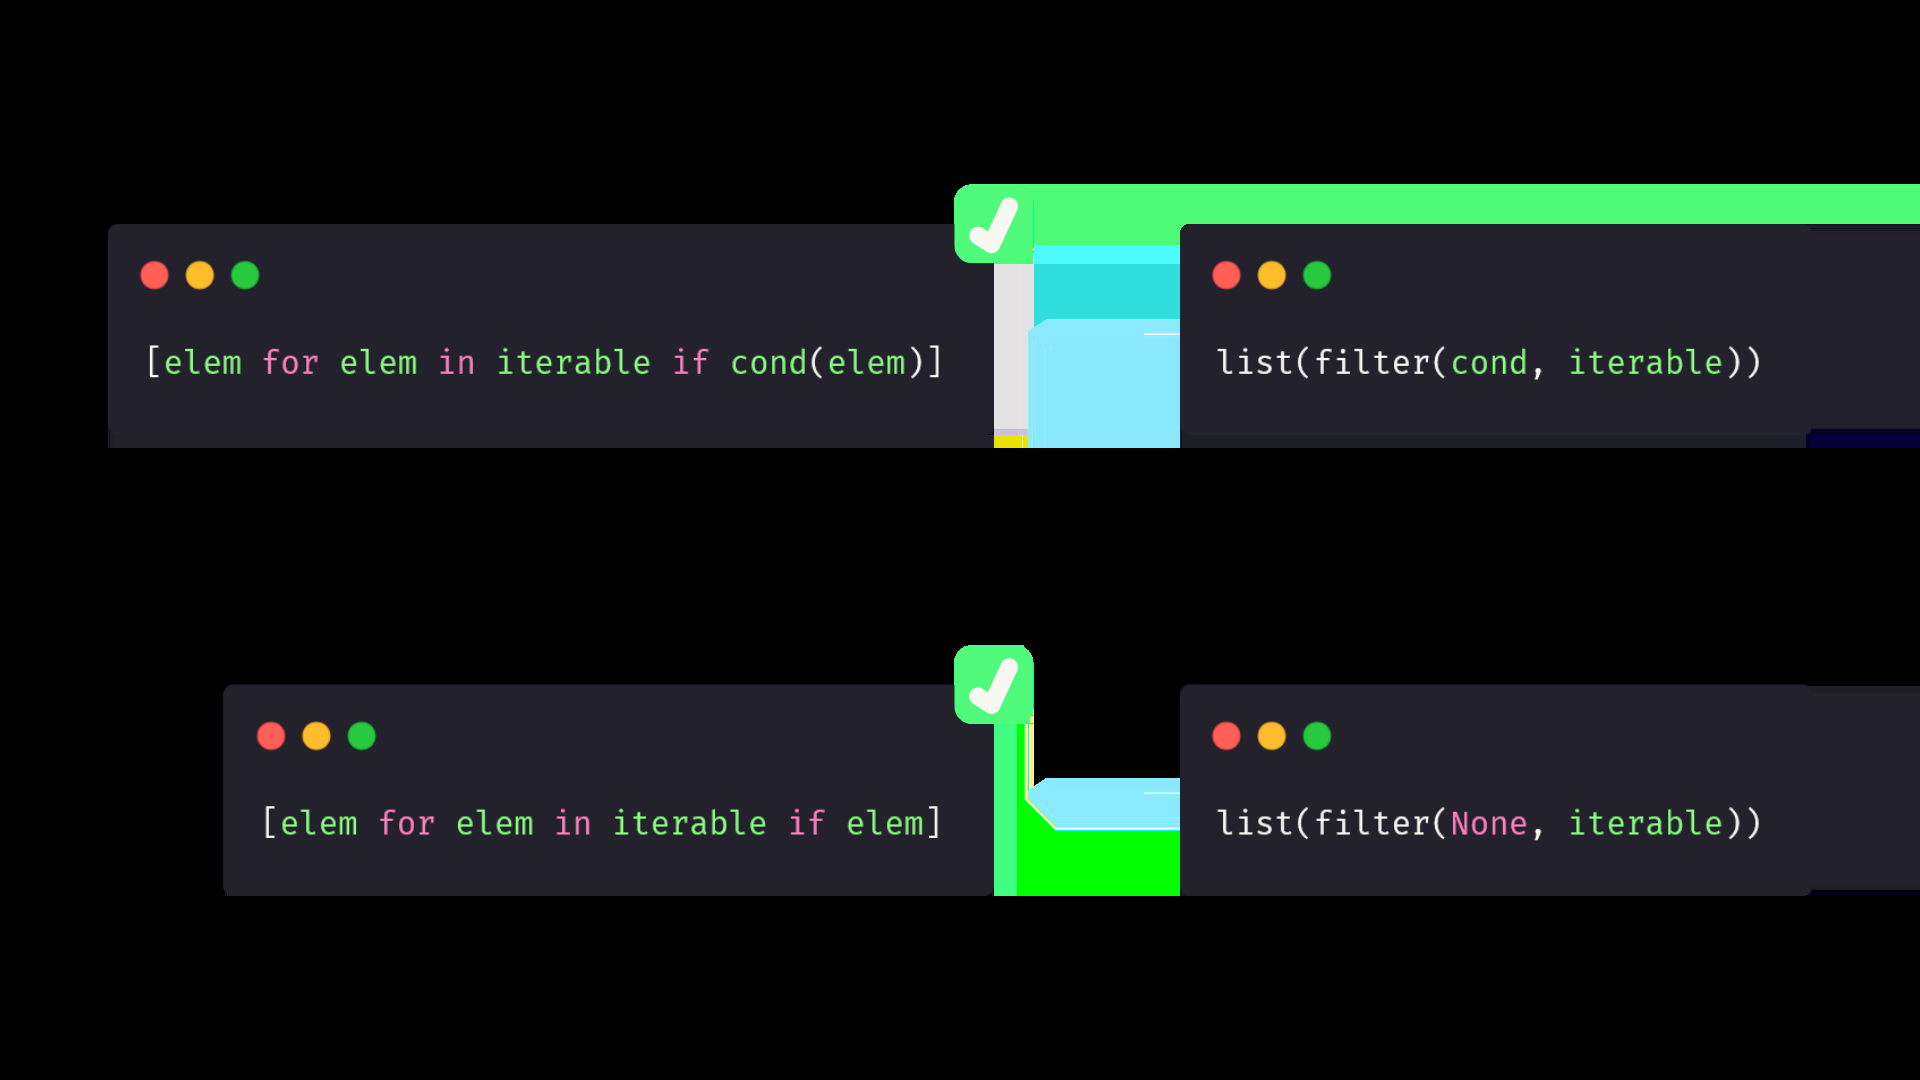 [elem for elem in iterable if cond(elem)]
list(filter(cond, iterable))
[elem for elem in iterable if elem]
list(filter(None, iterable))